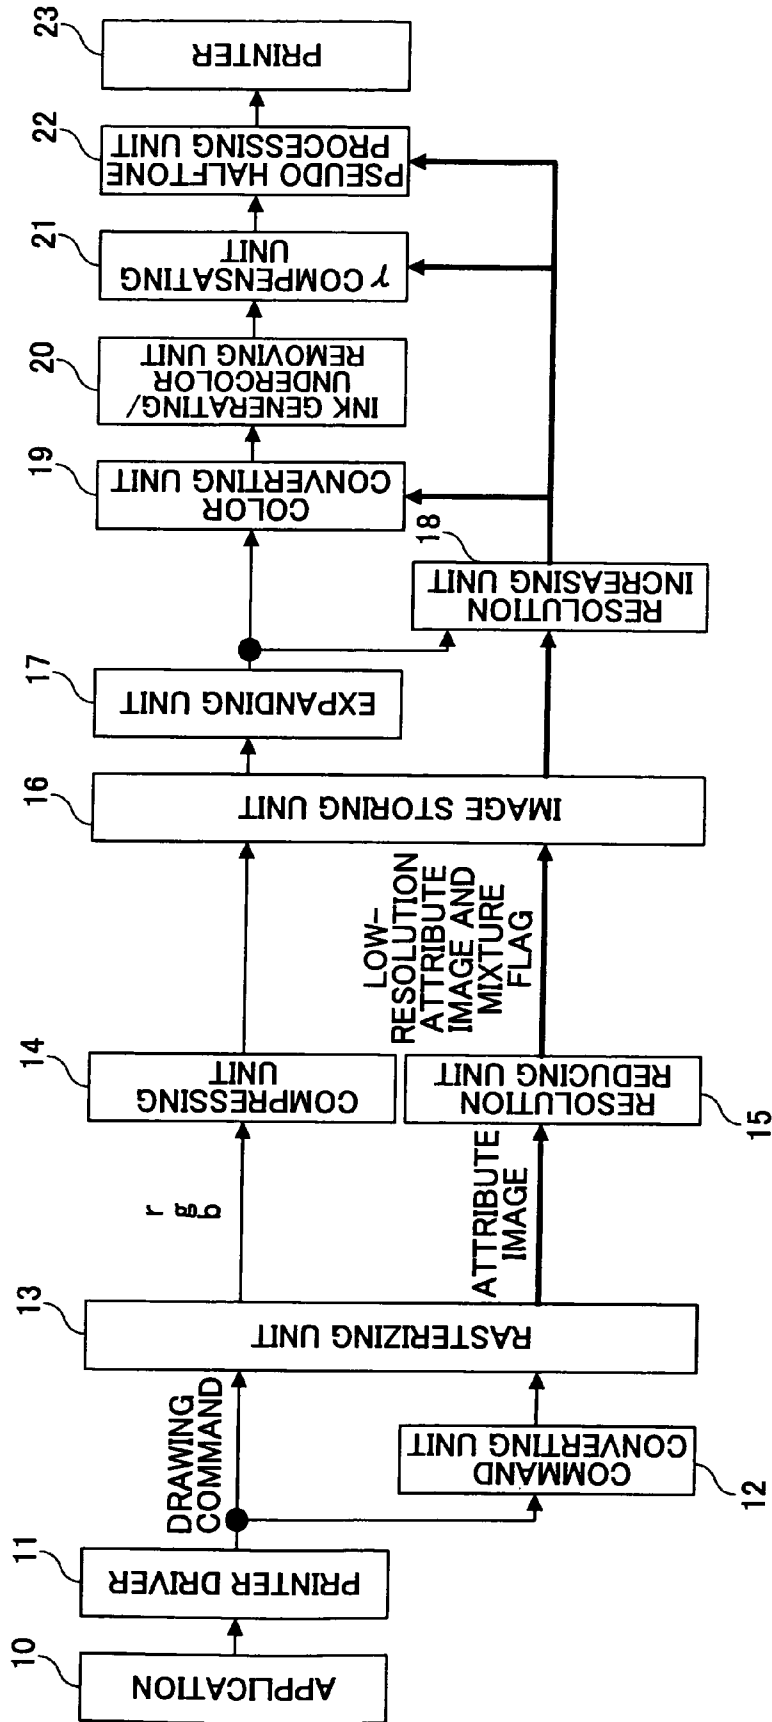 10
APPLICATION
11
PRINTER DRIVER
DRAWING
COMMAND
12
COMMAND
CONVERTING UNIT
13
RASTERIZING UNIT
r
g
b
ATTRIBUTE
IMAGE
14
COMPRESSING
UNIT
15
RESOLUTION
REDUCING UNIT
LOW-
RESOLUTION
ATTRIBUTE
IMAGE AND
MIXTURE
FLAG
16
IMAGE STORING UNIT
17
EXPANDING UNIT
18
RESOLUTION
INCREASING UNIT
19
COLOR
CONVERTING UNIT
20
INK GENERATING/
UNDERCOLOR
REMOVING UNIT
21
γ COMPENSATING
UNIT
22
PSEUDO HALFTONE
PROCESSING UNIT
23
PRINTER